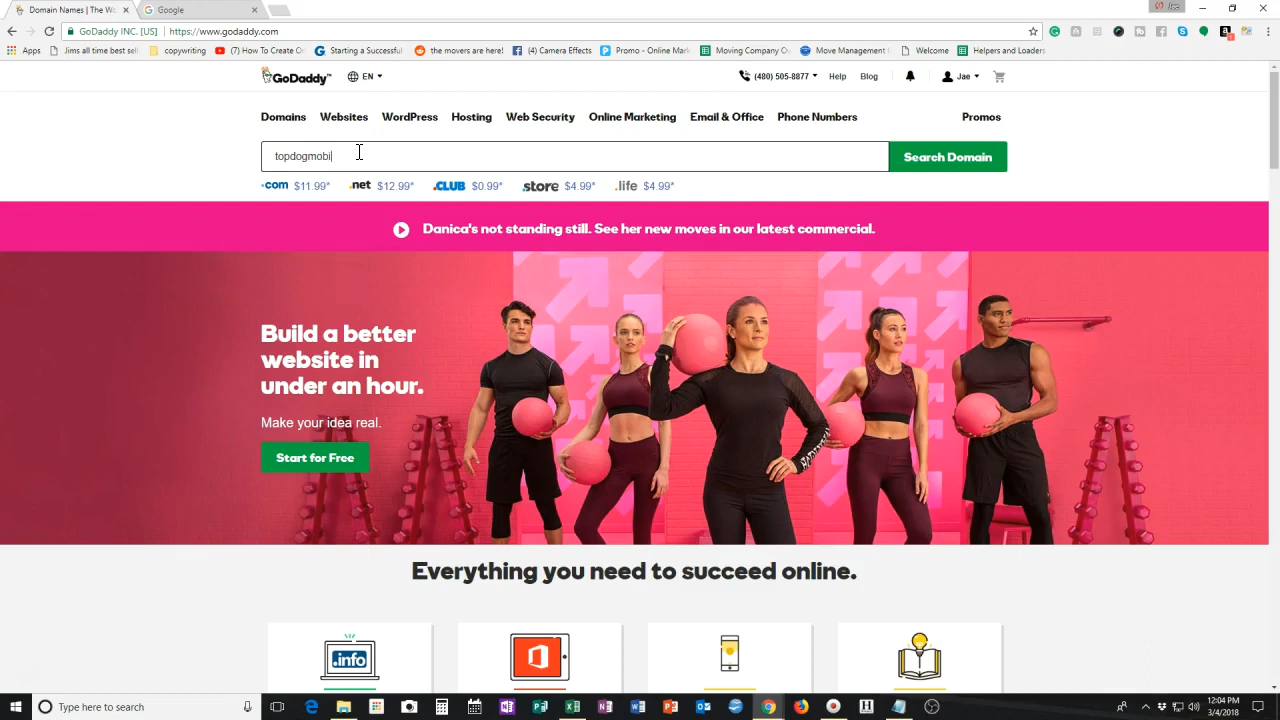 Domain Names | The Wo
Google
GoDaddy INC. [US]
https://www.godaddy.com
Apps
Jims all time best sell
copywriting
(7) How To Create On
Starting a Successful
the movers are here!
(4) Camera Effects
Promo - Online Mark
Moving Company Ov
Move Management C
Welcome
Helpers and Loaders
GoDaddy™
EN
(480) 505-8877
Help
Blog
Jae
Domains
Websites
WordPress
Hosting
Web Security
Online Marketing
Email & Office
Phone Numbers
Promos
topdogmobi
Search Domain
.com $11.99*
.net $12.99*
.CLUB $0.99*
.store $4.99*
.life $4.99*
Danica's not standing still. See her new moves in our latest commercial.
Build a better
website in
under an hour.
Make your idea real.
Start for Free
Everything you need to succeed online.
.info
Type here to search
12:04 PM
3/4/2018